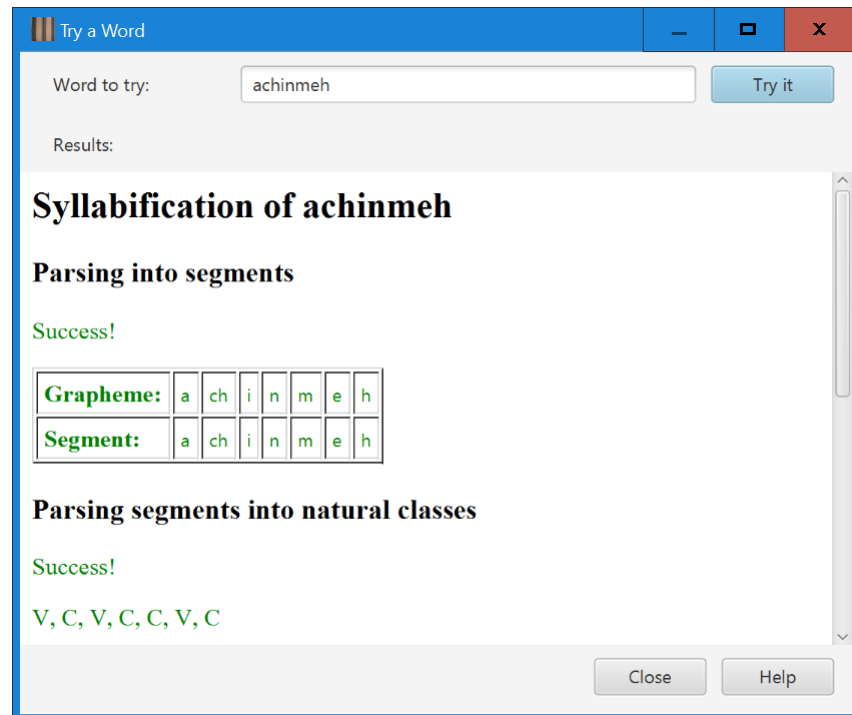 Try a Word
Word to try: achinmeh Try it
Results:
Syllabification of achinmeh
Parsing into segments
Success!
Grapheme: a ch i n m e h
Segment: a ch i n m e h
Parsing segments into natural classes
Success!
V, C, V, C, C, V, C
Close Help